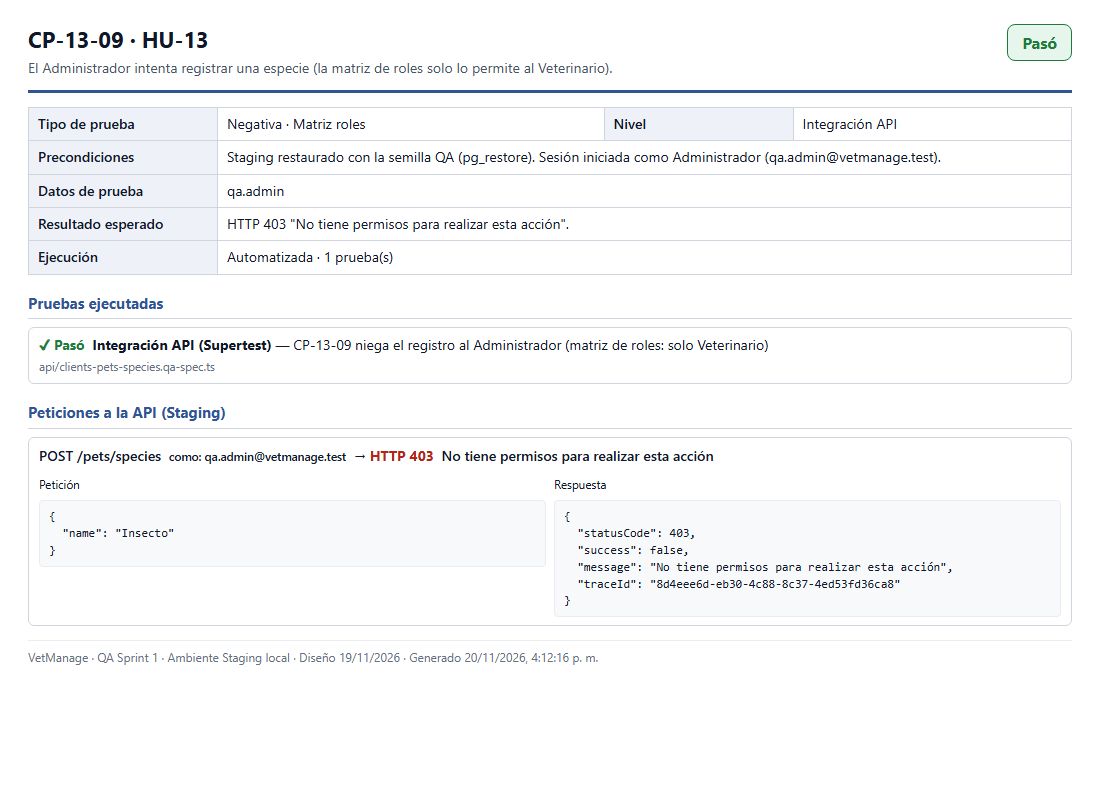 CP-13-09 · HU-13
Pasó
El Administrador intenta registrar una especie (la matriz de roles solo lo permite al Veterinario).
Tipo de prueba Negativa · Matriz roles Nivel Integración API
Precondiciones Staging restaurado con la semilla QA (pg_restore). Sesión iniciada como Administrador (qa.admin@vetmanage.test).
Datos de prueba qa.admin
Resultado esperado HTTP 403 "No tiene permisos para realizar esta acción".
Ejecución Automatizada · 1 prueba(s)
Pruebas ejecutadas
✔ Pasó Integración API (Supertest) — CP-13-09 niega el registro al Administrador (matriz de roles: solo Veterinario)
api/clients-pets-species.qa-spec.ts
Peticiones a la API (Staging)
POST /pets/species como: qa.admin@vetmanage.test → HTTP 403 No tiene permisos para realizar esta acción
Petición
{
"name": "Insecto"
}
Respuesta
{
"statusCode": 403,
"success": false,
"message": "No tiene permisos para realizar esta acción",
"traceId": "8d4eee6d-eb30-4c88-8c37-4ed53fd36ca8"
}
VetManage · QA Sprint 1 · Ambiente Staging local · Diseño 19/11/2026 · Generado 20/11/2026, 4:12:16 p. m.